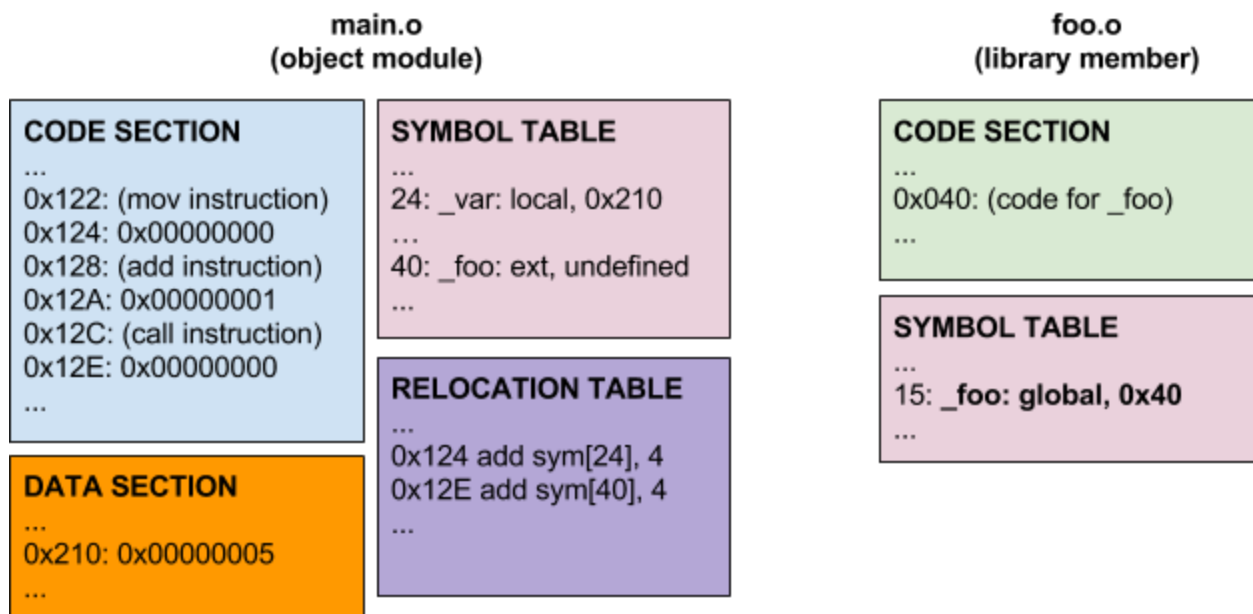 main.o
(object module)
CODE SECTION
...
0x122: (mov instruction)
0x124: 0x00000000
0x128: (add instruction)
0x12A: 0x00000001
0x12C: (call instruction)
0x12E: 0x00000000
...
DATA SECTION
...
0x210: 0x00000005
...
SYMBOL TABLE
...
24: _var: local, 0x210
...
40: _foo: ext, undefined
...
RELOCATION TABLE
...
0x124 add sym[24], 4
0x12E add sym[40], 4
...
foo.o
(library member)
CODE SECTION
...
0x040: (code for _foo)
...
SYMBOL TABLE
...
15: _foo: global, 0x40
...